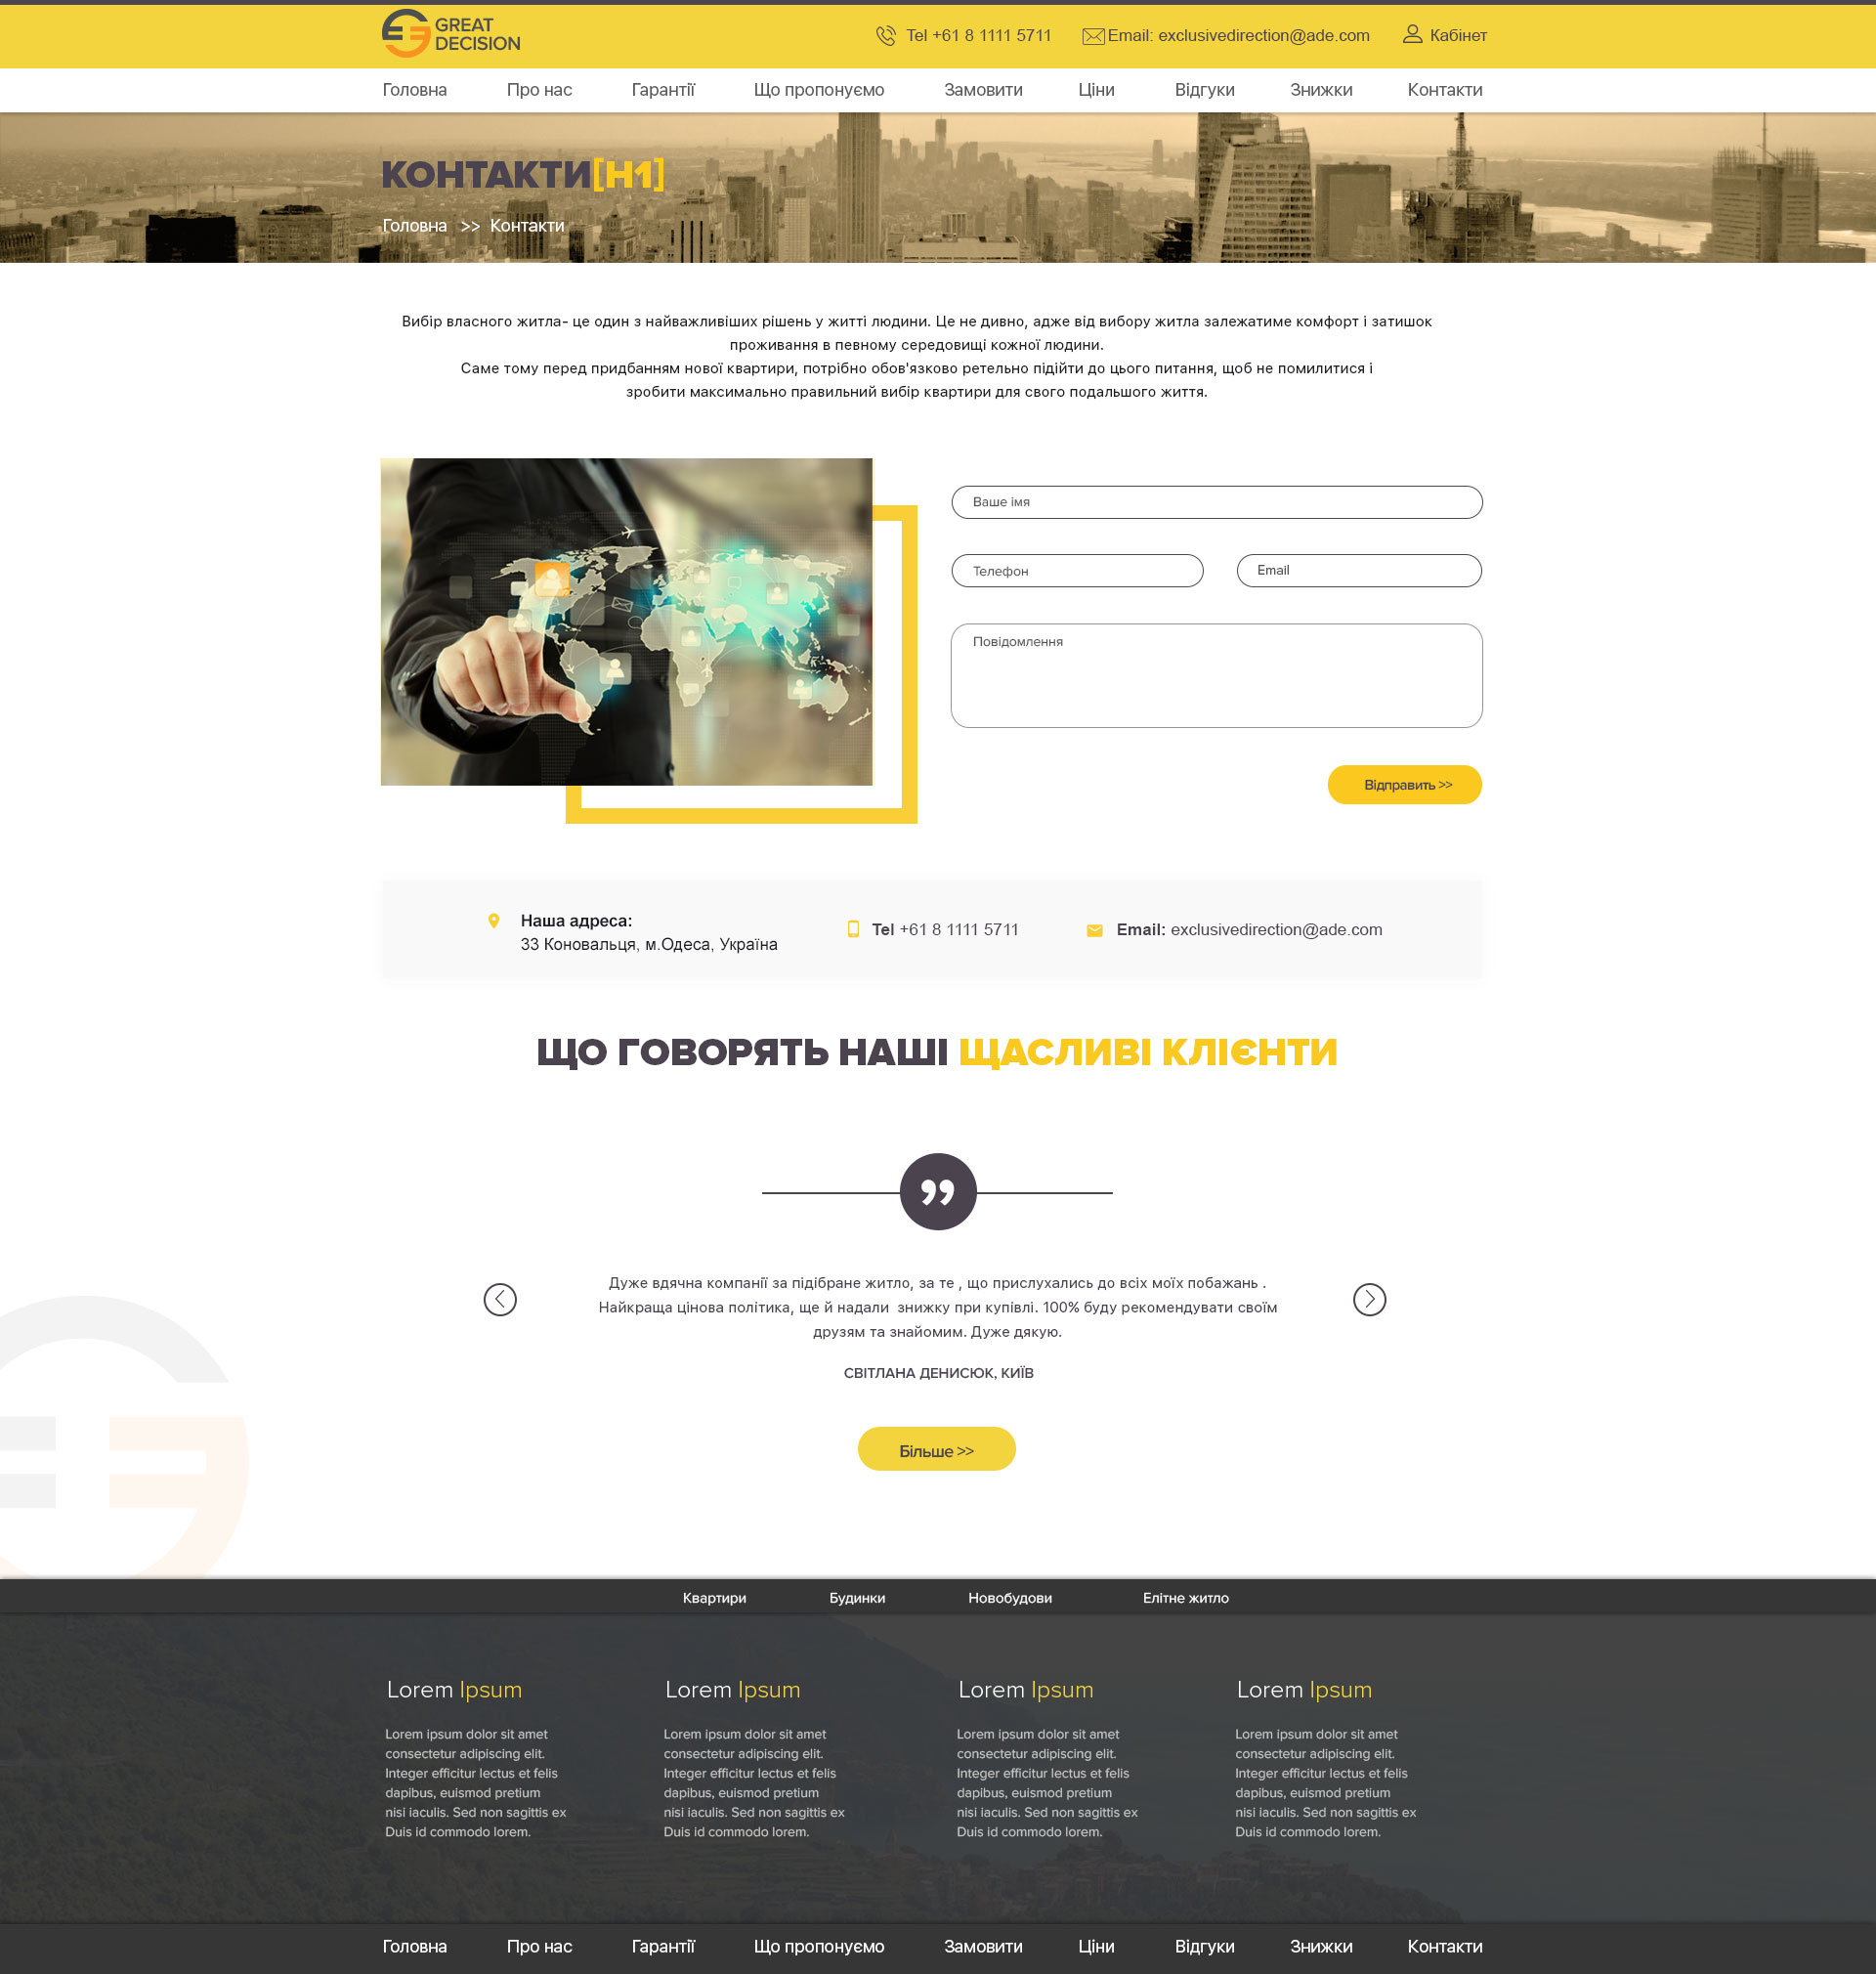 GREAT
DECISION
Tel +61 8 1111 5711 Email: exclusivedirection@ade.com Кабінет
Головна Про нас Гарантії Що пропонуємо Замовити Ціни Відгуки Знижки Контакти
КОНТАКТИ[H1]
Головна >> Контакти
Вибір власного житла- це один з найважливіших рішень у житті людини. Це не дивно, адже від вибору житла залежатиме комфорт і затишок
проживання в певному середовищі кожної людини.
Саме тому перед придбанням нової квартири, потрібно обов'язково ретельно підійти до цього питання, щоб не помилитися і
зробити максимально правильний вибір квартири для свого подальшого життя.
Ваше імя
Телефон Email
Повідомлення
Відправить >>
Наша адреса:
33 Коновальця, м.Одеса, Україна
Tel +61 8 1111 5711 Email: exclusivedirection@ade.com
ЩО ГОВОРЯТЬ НАШІ ЩАСЛИВІ КЛІЄНТИ
Дуже вдячна компанії за підібране житло, за те , що прислухались до всіх моїх побажань .
Найкраща цінова політика, ще й надали знижку при купівлі. 100% буду рекомендувати своїм
друзям та знайомим. Дуже дякую.
СВІТЛАНА ДЕНИСЮК, КИЇВ
Більше >>
Квартири Будинки Новобудови Елітне житло
Lorem Ipsum
Lorem ipsum dolor sit amet
consectetur adipiscing elit.
Integer efficitur lectus et felis
dapibus, euismod pretium
nisi iaculis. Sed non sagittis ex
Duis id commodo lorem.
Lorem Ipsum
Lorem ipsum dolor sit amet
consectetur adipiscing elit.
Integer efficitur lectus et felis
dapibus, euismod pretium
nisi iaculis. Sed non sagittis ex
Duis id commodo lorem.
Lorem Ipsum
Lorem ipsum dolor sit amet
consectetur adipiscing elit.
Integer efficitur lectus et felis
dapibus, euismod pretium
nisi iaculis. Sed non sagittis ex
Duis id commodo lorem.
Lorem Ipsum
Lorem ipsum dolor sit amet
consectetur adipiscing elit.
Integer efficitur lectus et felis
dapibus, euismod pretium
nisi iaculis. Sed non sagittis ex
Duis id commodo lorem.
Головна Про нас Гарантії Що пропонуємо Замовити Ціни Відгуки Знижки Контакти